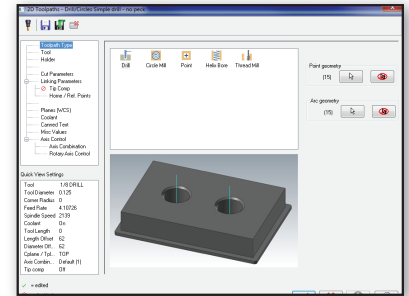 2D Toolpaths - Drill/Circles Simple drill - no peck
Toolpath Type
Tool
Holder
Cut Parameters
Linking Parameters
Tip Comp
Home / Ref. Points
Planes (WCS)
Coolant
Canned Text
Misc Values
Axis Control
Axis Combination
Rotary Axis Control
Drill Circle Mill Point Helix Bore Thread Mill
Point geometry
(15)
Arc geometry
(15)
Quick View Settings
Tool 1/8 DRILL
Tool Diameter 0.125
Corner Radius 0
Feed Rate 4.10726
Spindle Speed 2139
Coolant On
Tool Length 0
Length Offset 62
Diameter Off... 62
Cplane / Tpl... TOP
Axis Combin... Default (1)
Tip comp Off
= edited